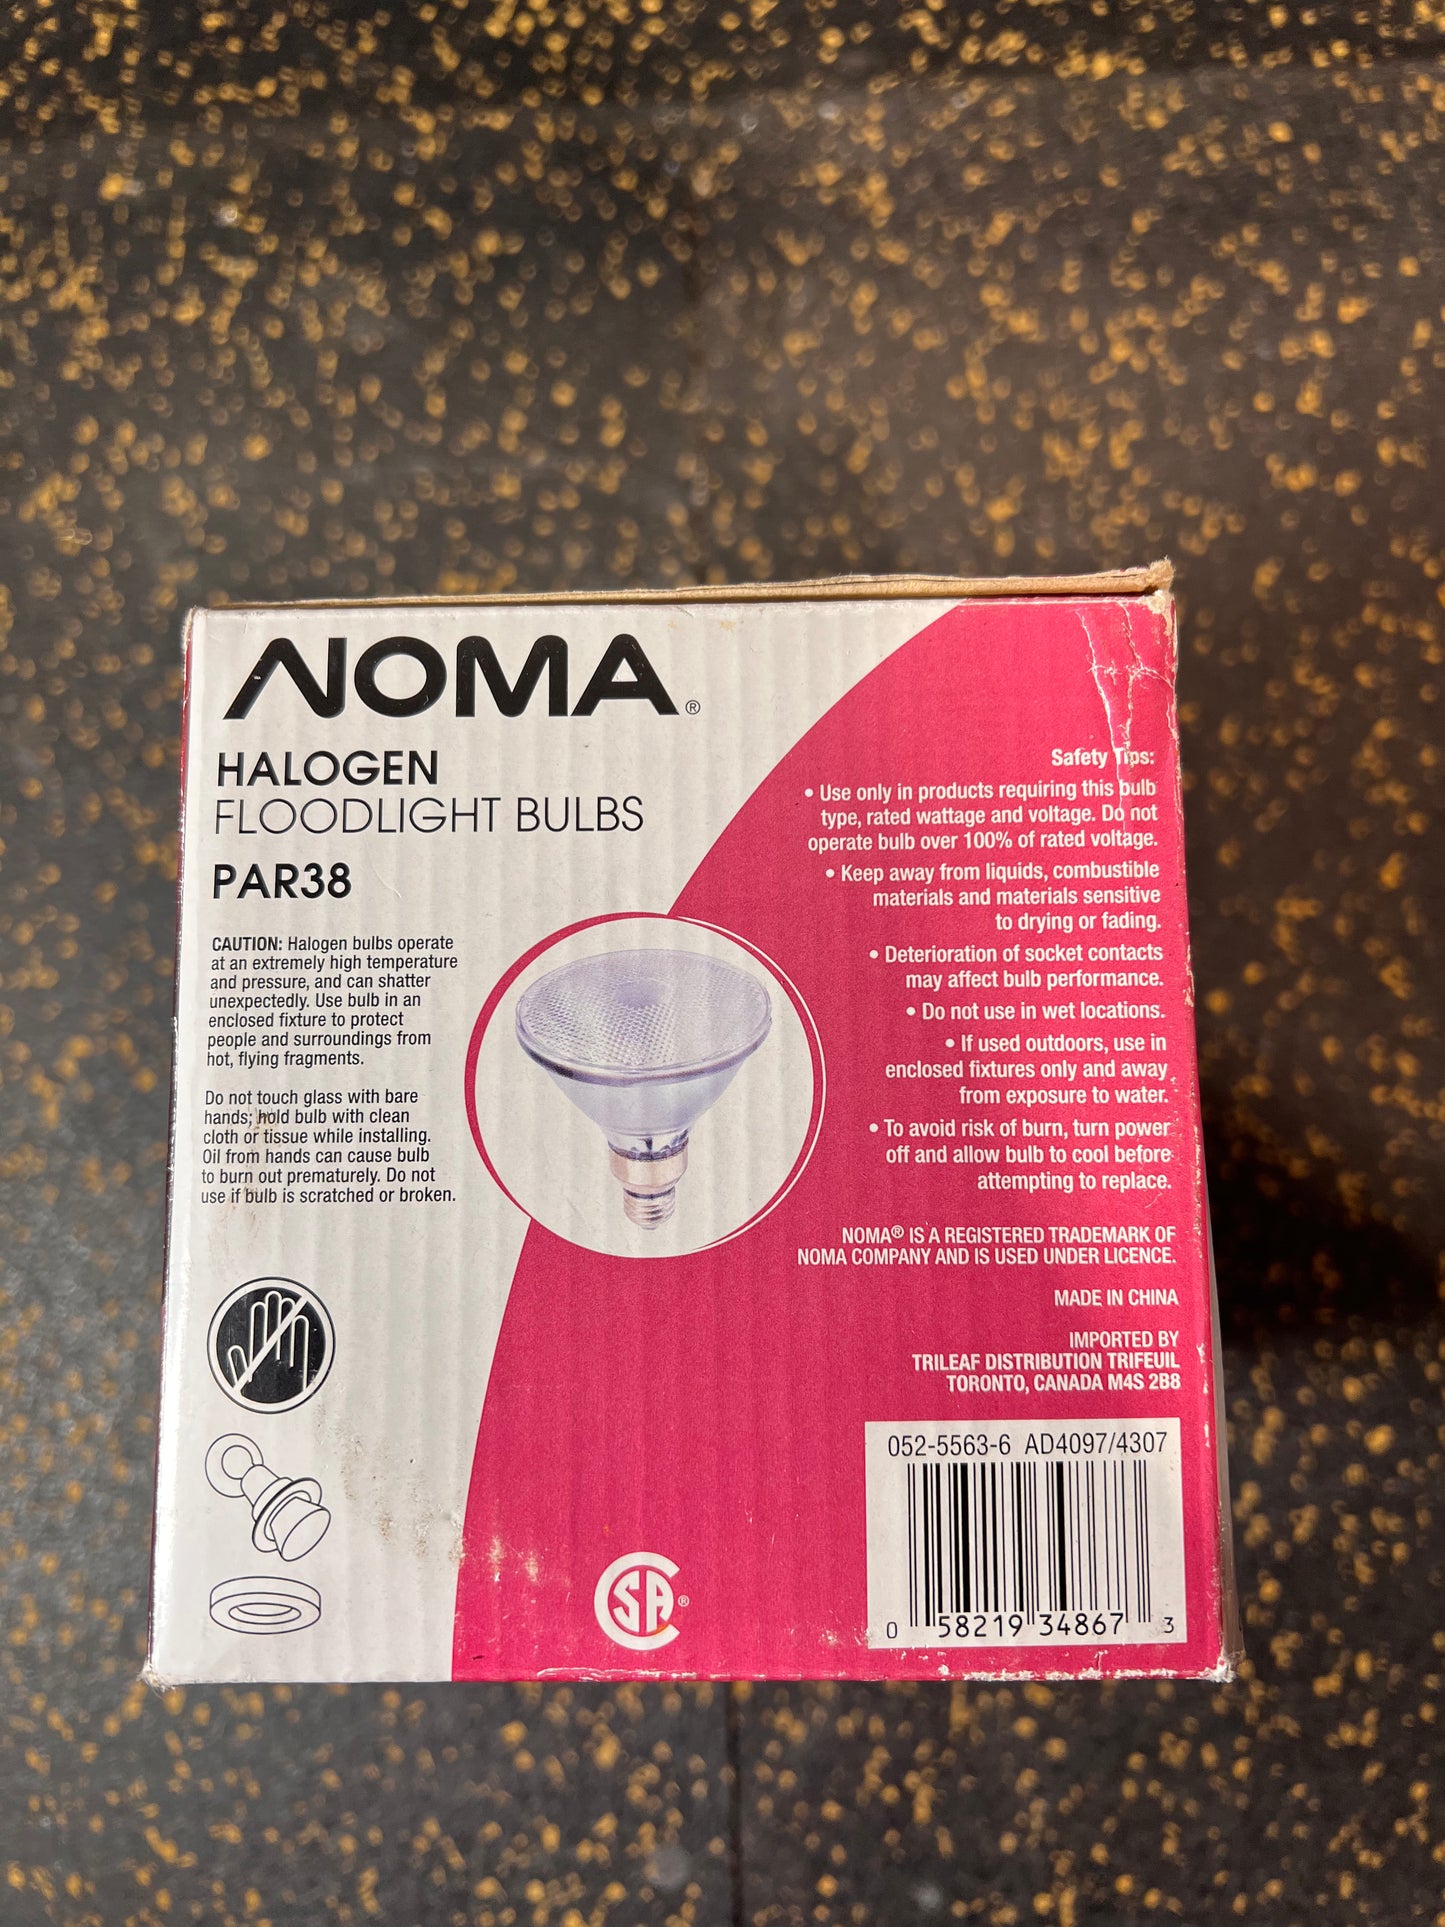 NOMA®
HALOGEN
FLOODLIGHT BULBS
PAR38
CAUTION: Halogen bulbs operate
at an extremely high temperature
and pressure, and can shatter
unexpectedly. Use bulb in an
enclosed fixture to protect
people and surroundings from
hot, flying fragments.
Do not touch glass with bare
hands; hold bulb with clean
cloth or tissue while installing.
Oil from hands can cause bulb
to burn out prematurely. Do not
use if bulb is scratched or broken.
Safety Tips:
• Use only in products requiring this bulb
type, rated wattage and voltage. Do not
operate bulb over 100% of rated voltage.
• Keep away from liquids, combustible
materials and materials sensitive
to drying or fading.
• Deterioration of socket contacts
may affect bulb performance.
• Do not use in wet locations.
• If used outdoors, use in
enclosed fixtures only and away
from exposure to water.
• To avoid risk of burn, turn power
off and allow bulb to cool before
attempting to replace.
NOMA® IS A REGISTERED TRADEMARK OF
NOMA COMPANY AND IS USED UNDER LICENCE.
MADE IN CHINA
IMPORTED BY
TRILEAF DISTRIBUTION TRIFEUIL
TORONTO, CANADA M4S 2B8
052-5563-6 AD4097/4307
0 58219 34867 3
CSA®